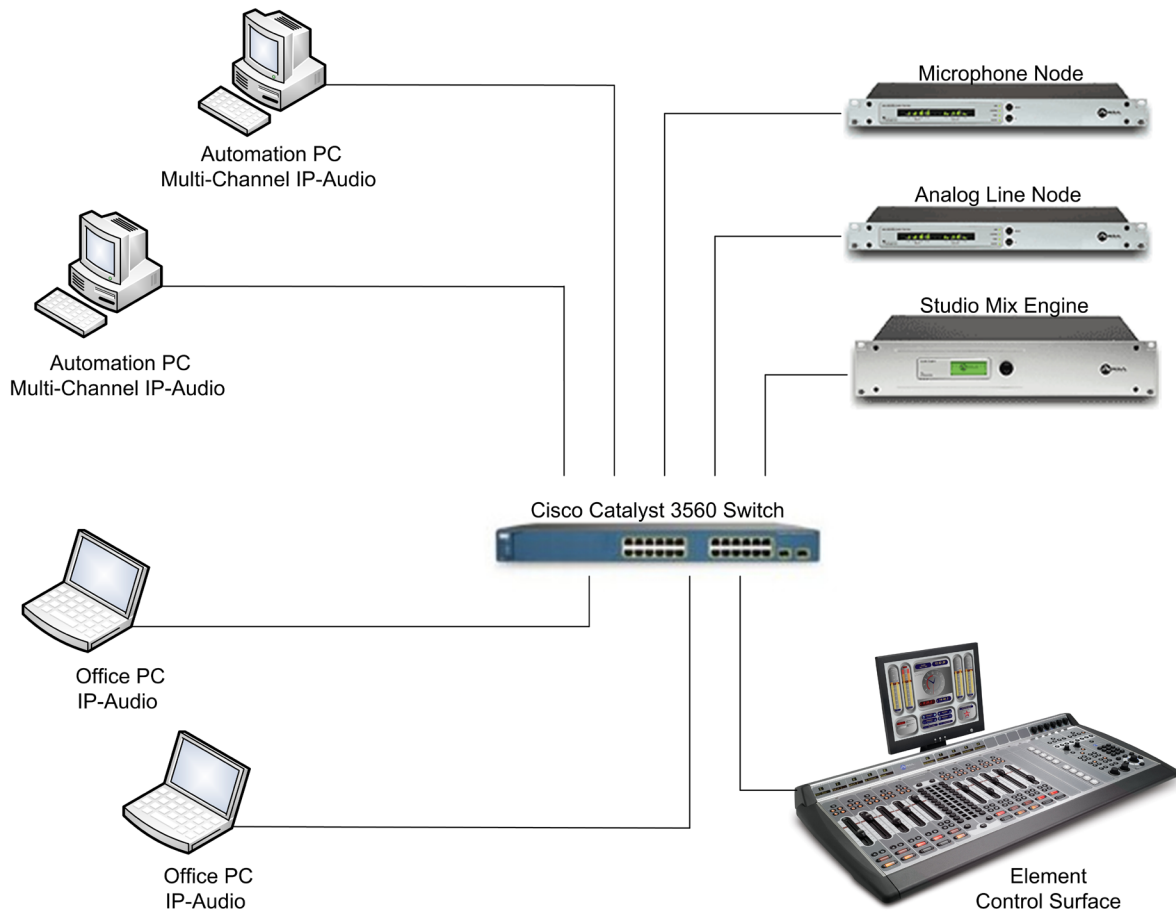 Microphone Node
Automation PC
Multi-Channel IP-Audio
Analog Line Node
Studio Mix Engine
Automation PC
Multi-Channel IP-Audio
Cisco Catalyst 3560 Switch
Office PC
IP-Audio
Office PC
IP-Audio
Element
Control Surface